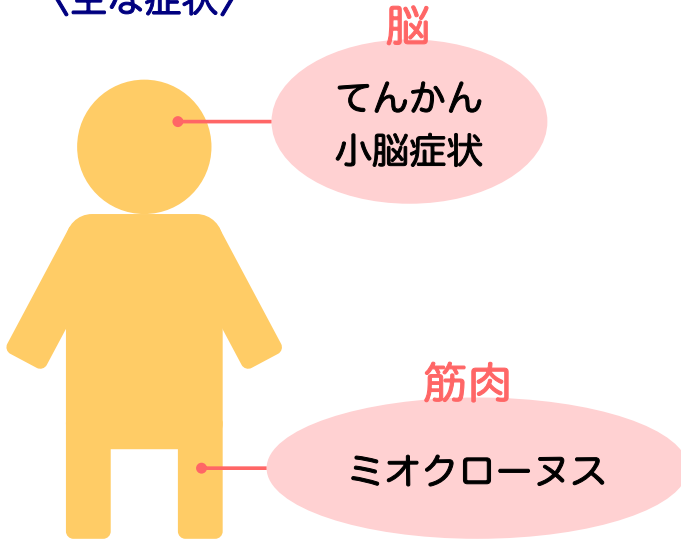 〈主な症状〉
脳
てんかん
小脳症状
筋肉
ミオクローヌス